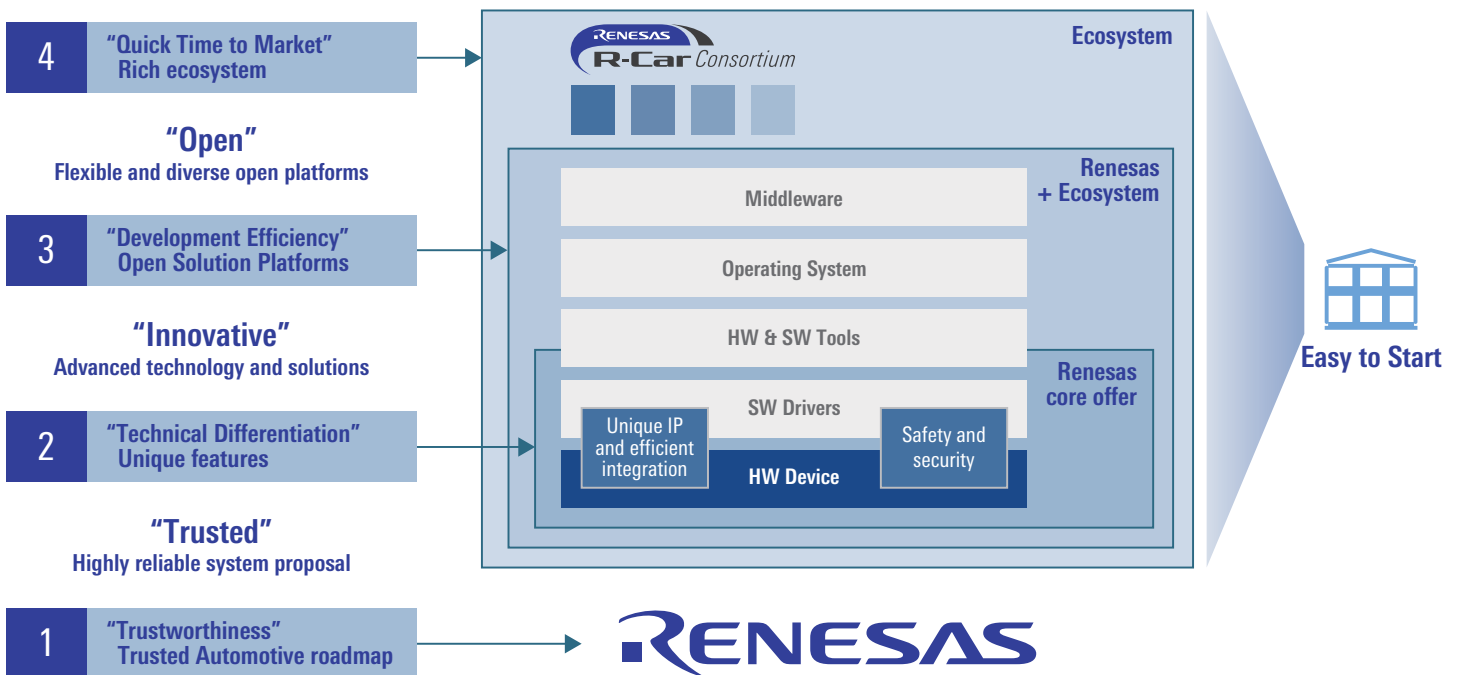 4
“Quick Time to Market”
Rich ecosystem
“Open”
Flexible and diverse open platforms
3
“Development Efficiency”
Open Solution Platforms
“Innovative”
Advanced technology and solutions
2
“Technical Differentiation”
Unique features
“Trusted”
Highly reliable system proposal
1
“Trustworthiness”
Trusted Automotive roadmap
RENESAS
R-Car Consortium
Ecosystem
Renesas
+ Ecosystem
Middleware
Operating System
HW & SW Tools
Renesas
core offer
SW Drivers
Unique IP
and efficient
integration
Safety and
security
HW Device
Easy to Start
RENESAS